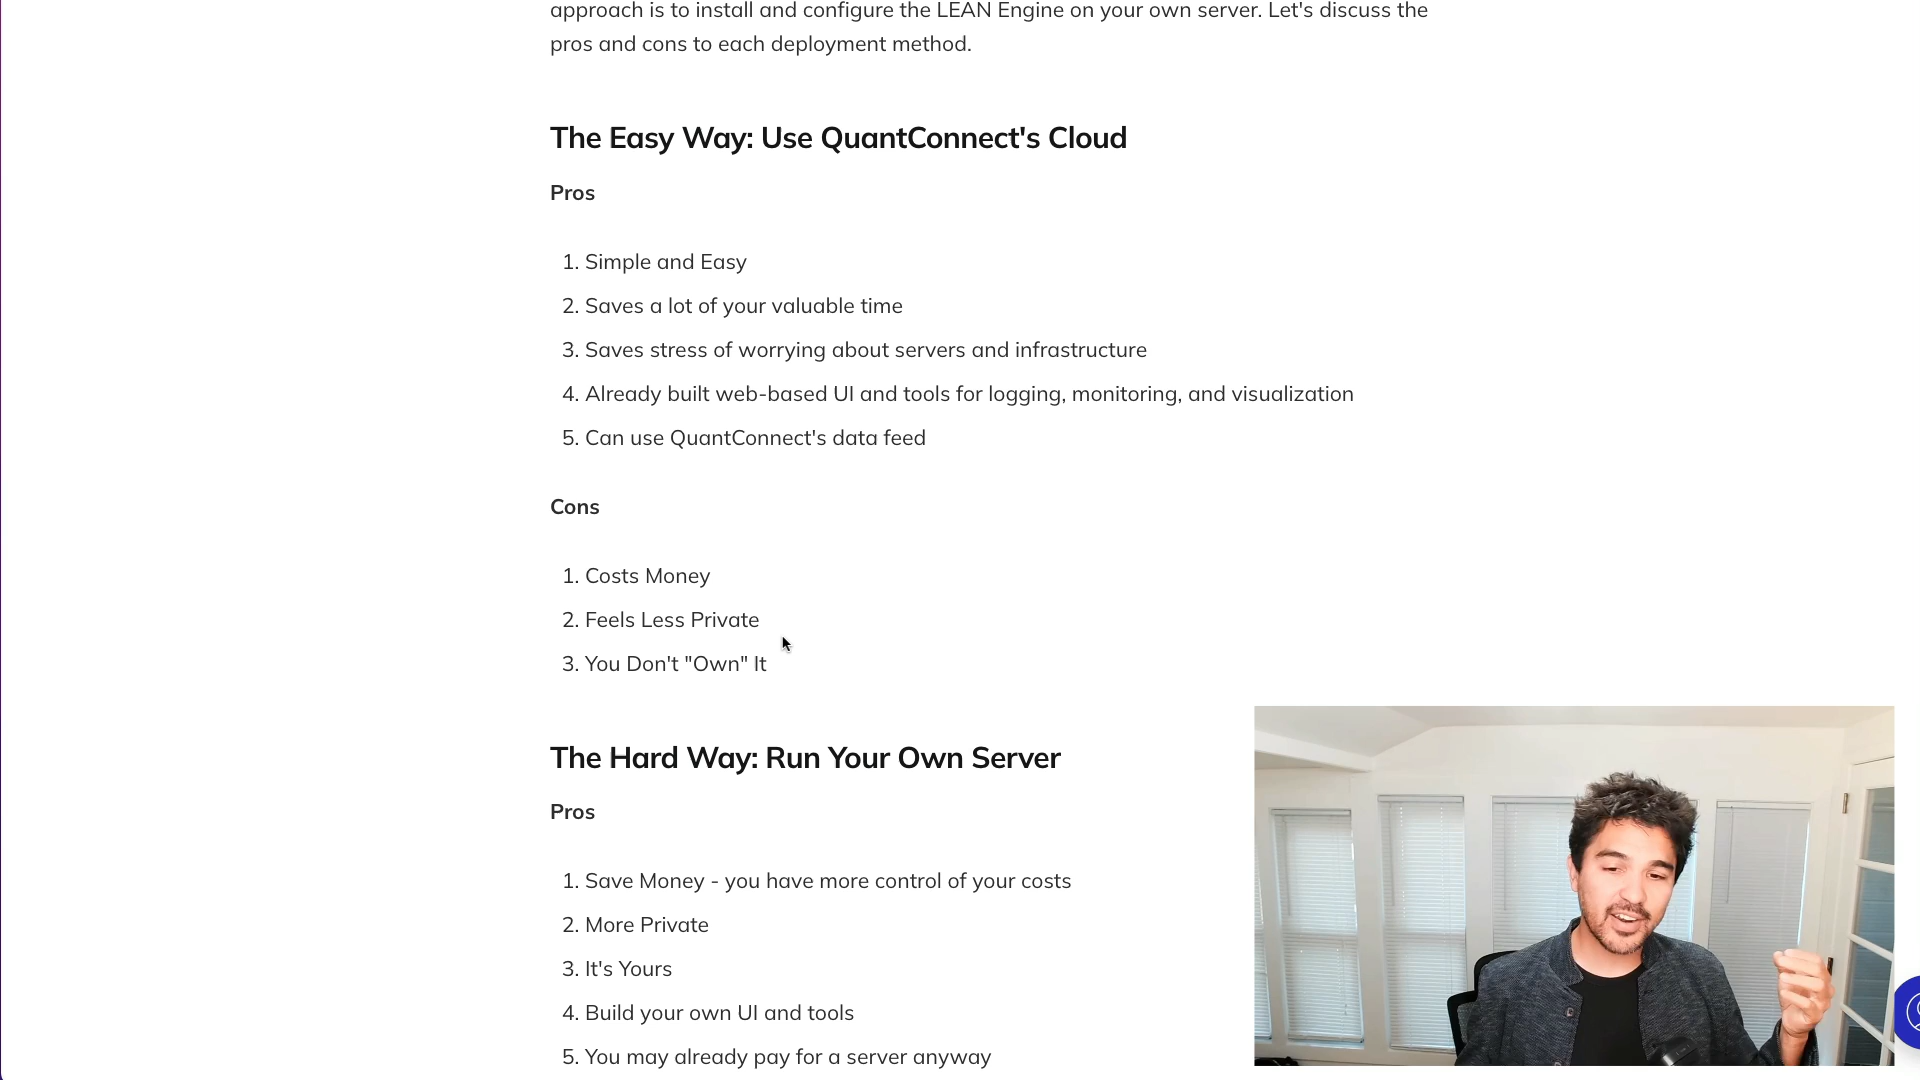 approach is to install and configure the LEAN Engine on your own server. Let's discuss the
pros and cons to each deployment method.
The Easy Way: Use QuantConnect's Cloud
Pros
1. Simple and Easy
2. Saves a lot of your valuable time
3. Saves stress of worrying about servers and infrastructure
4. Already built web-based UI and tools for logging, monitoring, and visualization
5. Can use QuantConnect's data feed
Cons
1. Costs Money
2. Feels Less Private
3. You Don't "Own" It
The Hard Way: Run Your Own Server
Pros
1. Save Money - you have more control of your costs
2. More Private
3. It's Yours
4. Build your own UI and tools
5. You may already pay for a server anyway